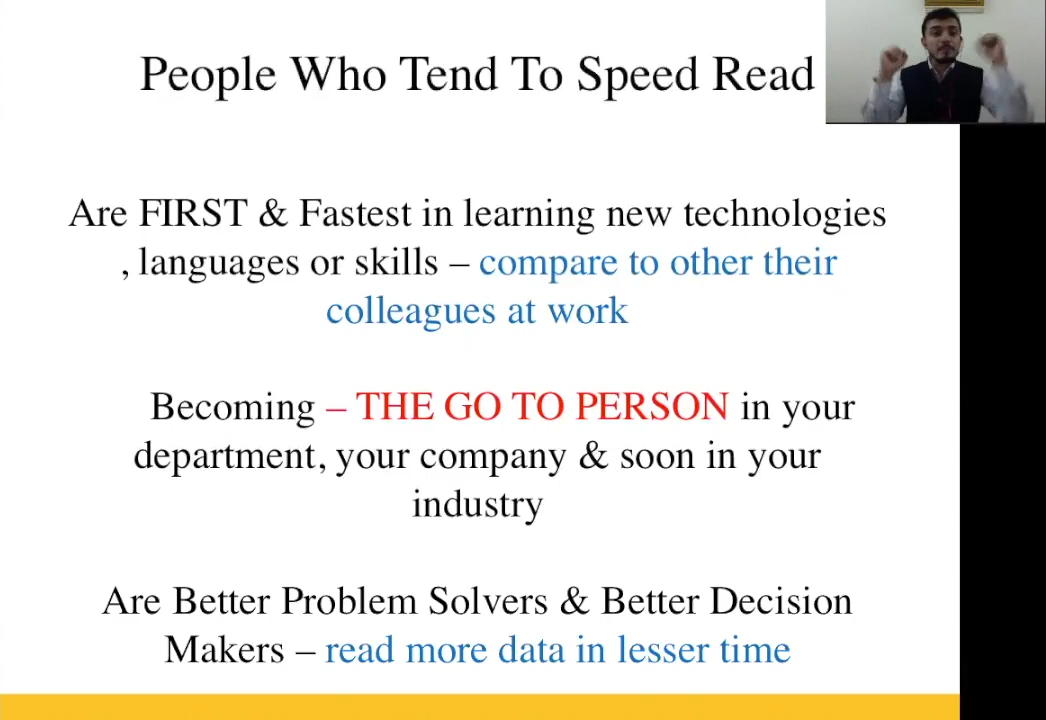 People Who Tend To Speed Read
Are FIRST & Fastest in learning new technologies
, languages or skills – compare to other their
colleagues at work
Becoming – THE GO TO PERSON in your
department, your company & soon in your
industry
Are Better Problem Solvers & Better Decision
Makers – read more data in lesser time